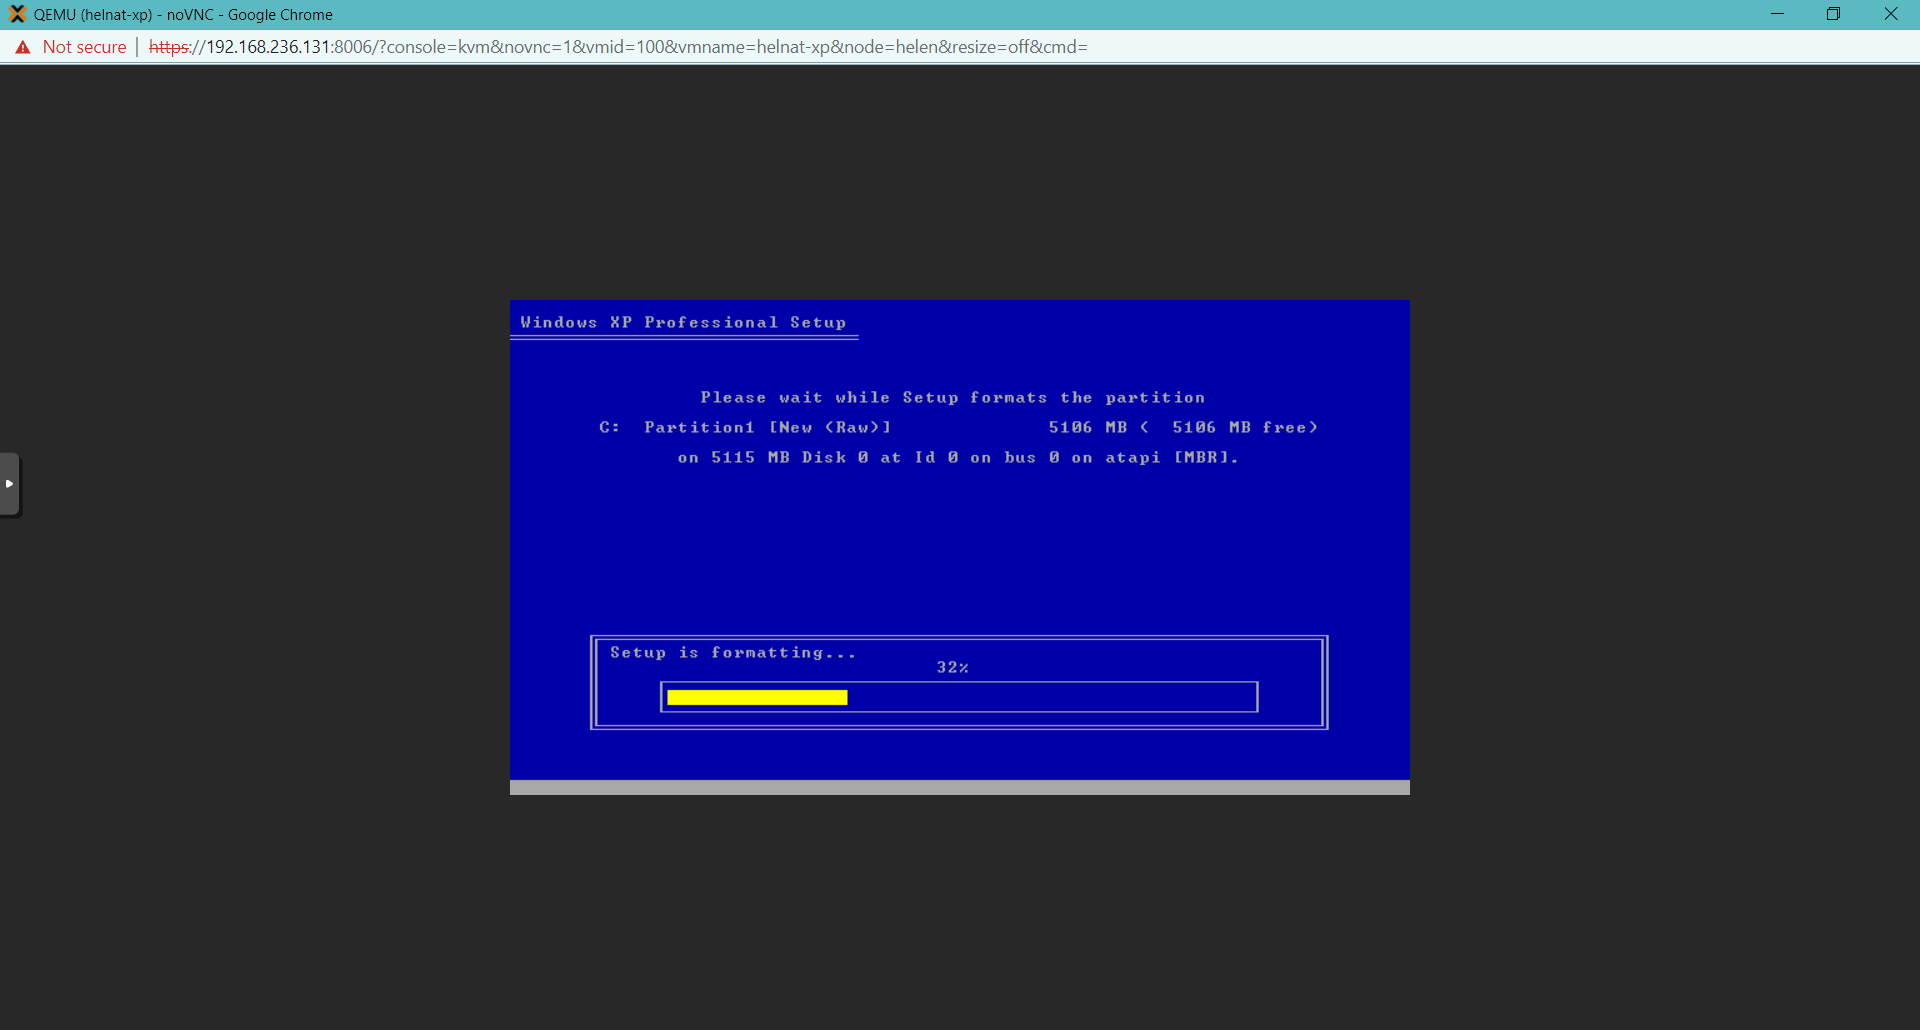 QEMU (helnat-xp) - noVNC - Google Chrome
Not secure | https://192.168.236.131:8006/?console=kvm&novnc=1&vmid=100&vmname=helnat-xp&node=helen&resize=off&cmd=
Windows XP Professional Setup
Please wait while Setup formats the partition
C: Partition1 [New (Raw)] 5106 MB ( 5106 MB free)
on 5115 MB Disk 0 at Id 0 on bus 0 on atapi [MBR].
Setup is formatting...
32%